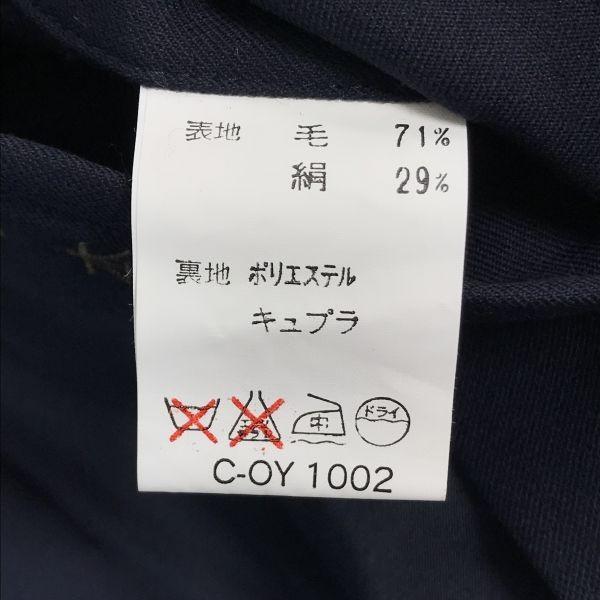 表地 毛 71%
絹 29%
裏地 ポリエステル
キュプラ
中 ドライ
C-OY 1002